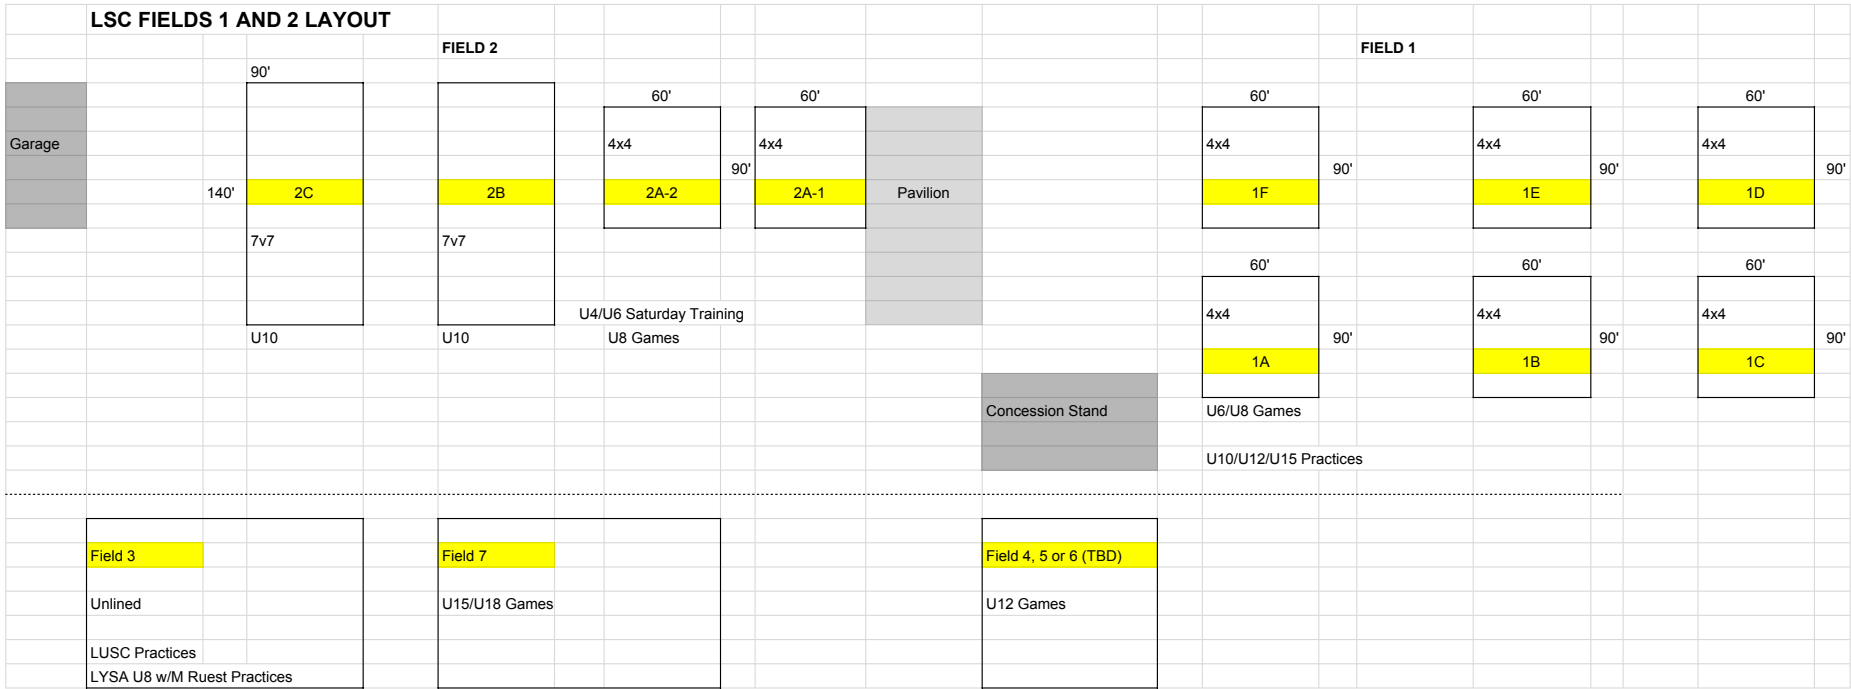 LSC FIELDS 1 AND 2 LAYOUT
FIELD 2
FIELD 1
90'
60'
60'
60'
60'
60'
Garage
4x4
4x4
4x4
4x4
4x4
90'
90'
90'
90'
140'
2C
2B
2A-2
2A-1
Pavilion
1F
1E
1D
7v7
7v7
60'
60'
60'
U4/U6 Saturday Training
4x4
4x4
4x4
U10
U10
U8 Games
90'
90'
90'
1A
1B
1C
Concession Stand
U6/U8 Games
U10/U12/U15 Practices
Field 3
Field 7
Field 4, 5 or 6 (TBD)
Unlined
U15/U18 Games
U12 Games
LUSC Practices
LYSA U8 w/M Ruest Practices